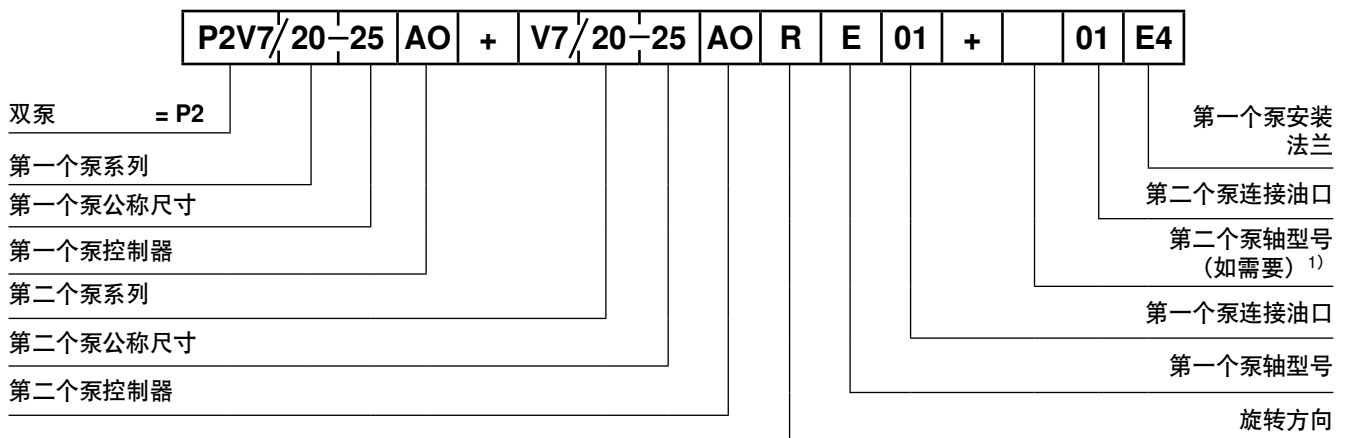 P2V7/20-25 AO + V7/20-25 AO R E 01 + 01 E4
双泵 = P2
第一个泵系列
第一个泵公称尺寸
第一个泵控制器
第二个泵系列
第二个泵公称尺寸
第二个泵控制器
第一个泵安装
法兰
第二个泵连接油口
第二个泵轴型号
（如需要）1)
第一个泵连接油口
第一个泵轴型号
旋转方向